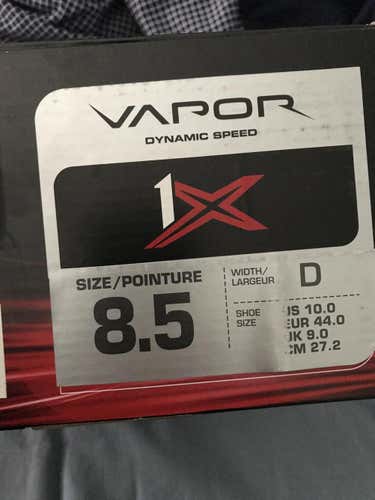 VAPOR
DYNAMIC SPEED
1X
SIZE/POINTURE
8.5
WIDTH/
LARGEUR
D
SHOE
SIZE
US 10.0
EUR 44.0
UK 9.0
CM 27.2